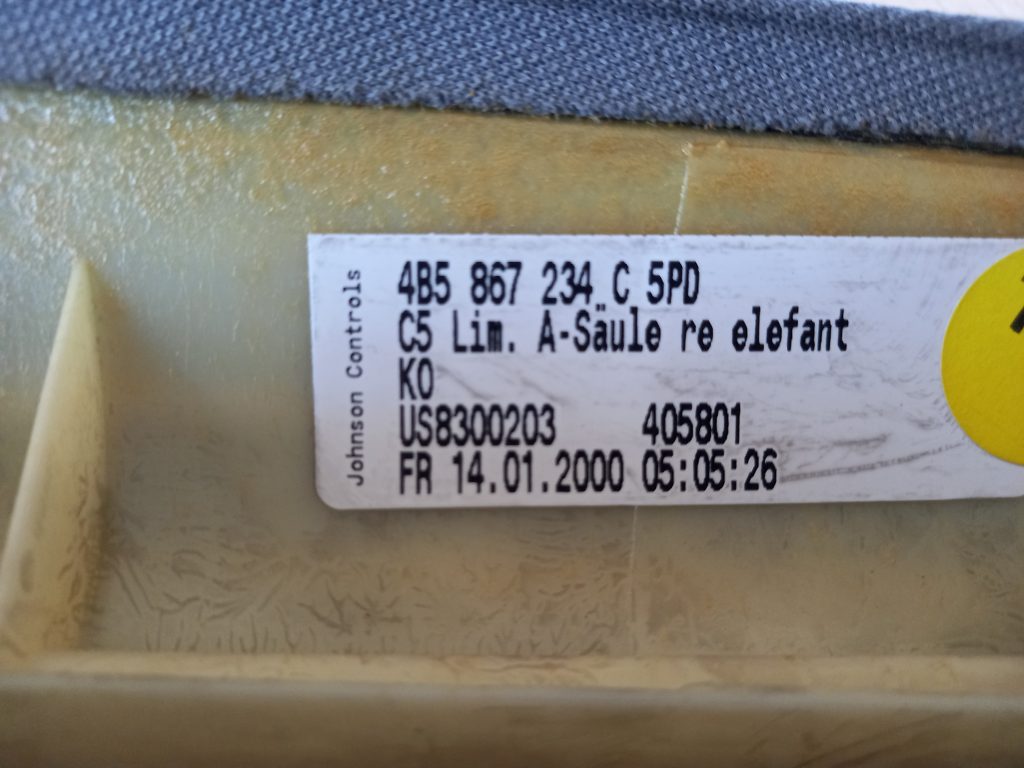 Johnson Controls
4B5 867 234 C 5PD
C5 Lim. A-Säule re elefant
KO
US8300203 405801
FR 14.01.2000 05:05:26